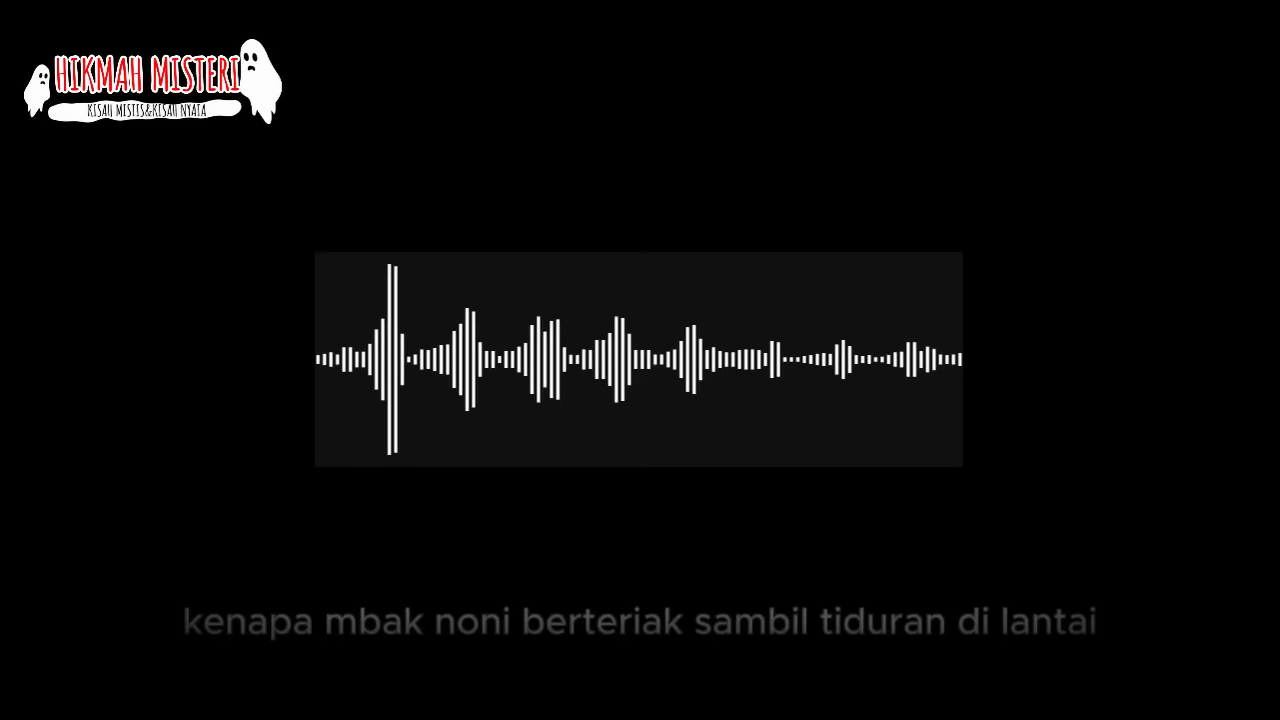 HIKMAH MISTERI
KISAH MISTIS&KISAH NYATA
kenapa mbak noni berteriak sambil tiduran di lantai